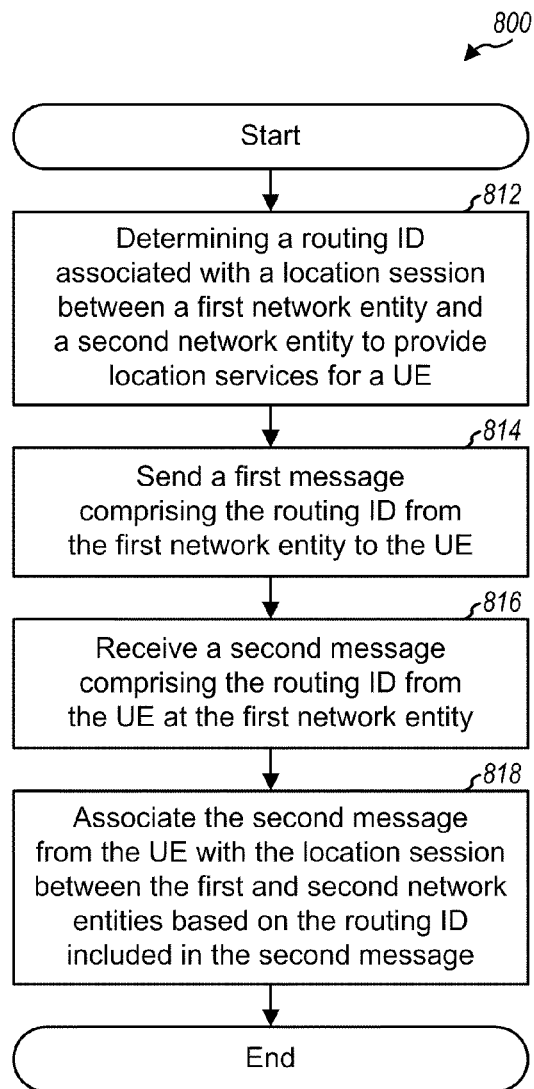 800
Start
812
Determining a routing ID
associated with a location session
between a first network entity and
a second network entity to provide
location services for a UE
814
Send a first message
comprising the routing ID from
the first network entity to the UE
816
Receive a second message
comprising the routing ID from
the UE at the first network entity
818
Associate the second message
from the UE with the location session
between the first and second network
entities based on the routing ID
included in the second message
End